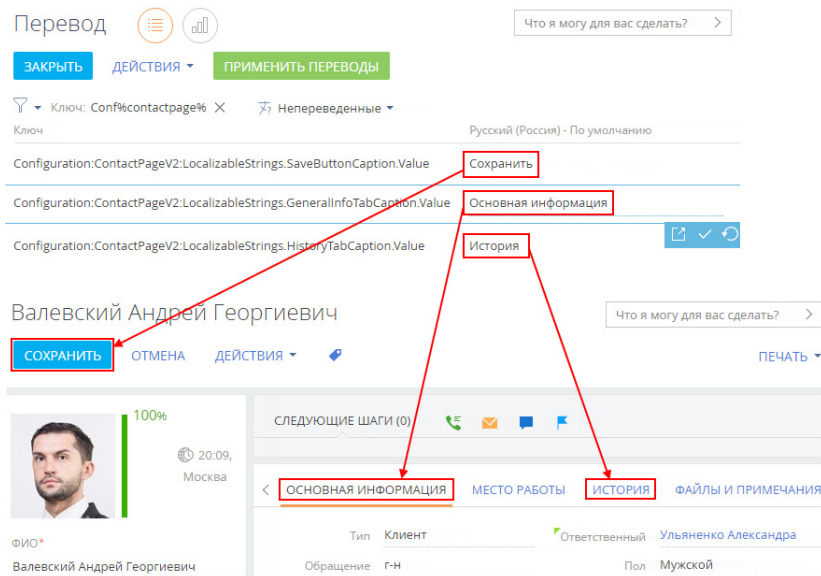 Перевод
Что я могу для вас сделать?
ЗАКРЫТЬ ДЕЙСТВИЯ ПРИМЕНИТЬ ПЕРЕВОДЫ
Ключ: Conf%contactpage% Непереведенные
Ключ Русский (Россия) - По умолчанию
Configuration:ContactPageV2:LocalizableStrings.SaveButtonCaption.Value Сохранить
Configuration:ContactPageV2:LocalizableStrings.GeneralInfoTabCaption.Value Основная информация
Configuration:ContactPageV2:LocalizableStrings.HistoryTabCaption.Value История
Валевский Андрей Георгиевич
Что я могу для вас сделать?
СОХРАНИТЬ ОТМЕНА ДЕЙСТВИЯ ПЕЧАТЬ
100%
СЛЕДУЮЩИЕ ШАГИ (0)
20:09,
Москва
ОСНОВНАЯ ИНФОРМАЦИЯ МЕСТО РАБОТЫ ИСТОРИЯ ФАЙЛЫ И ПРИМЕЧАНИЯ
Тип Клиент Ответственный Ульяненко Александра
ФИО*
Валевский Андрей Георгиевич Обращение г-н Пол Мужской